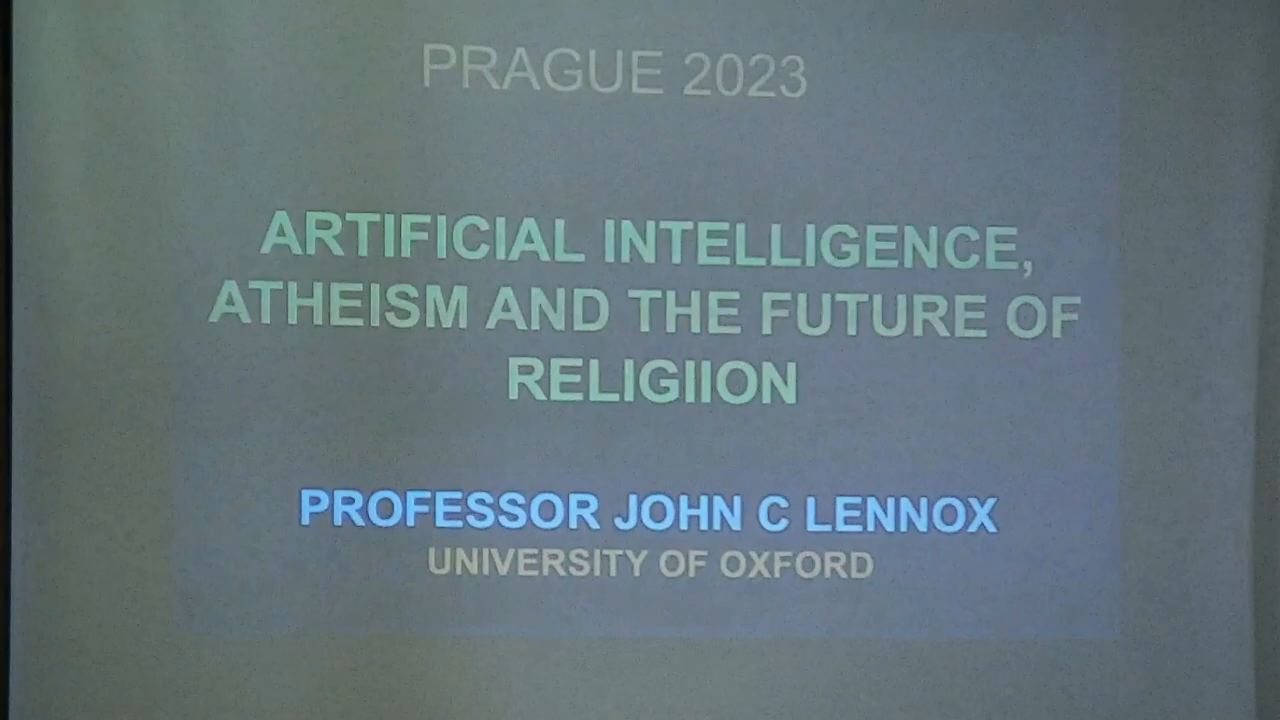 PRAGUE 2023
ARTIFICIAL INTELLIGENCE,
ATHEISM AND THE FUTURE OF
RELIGIION
PROFESSOR JOHN C LENNOX
UNIVERSITY OF OXFORD